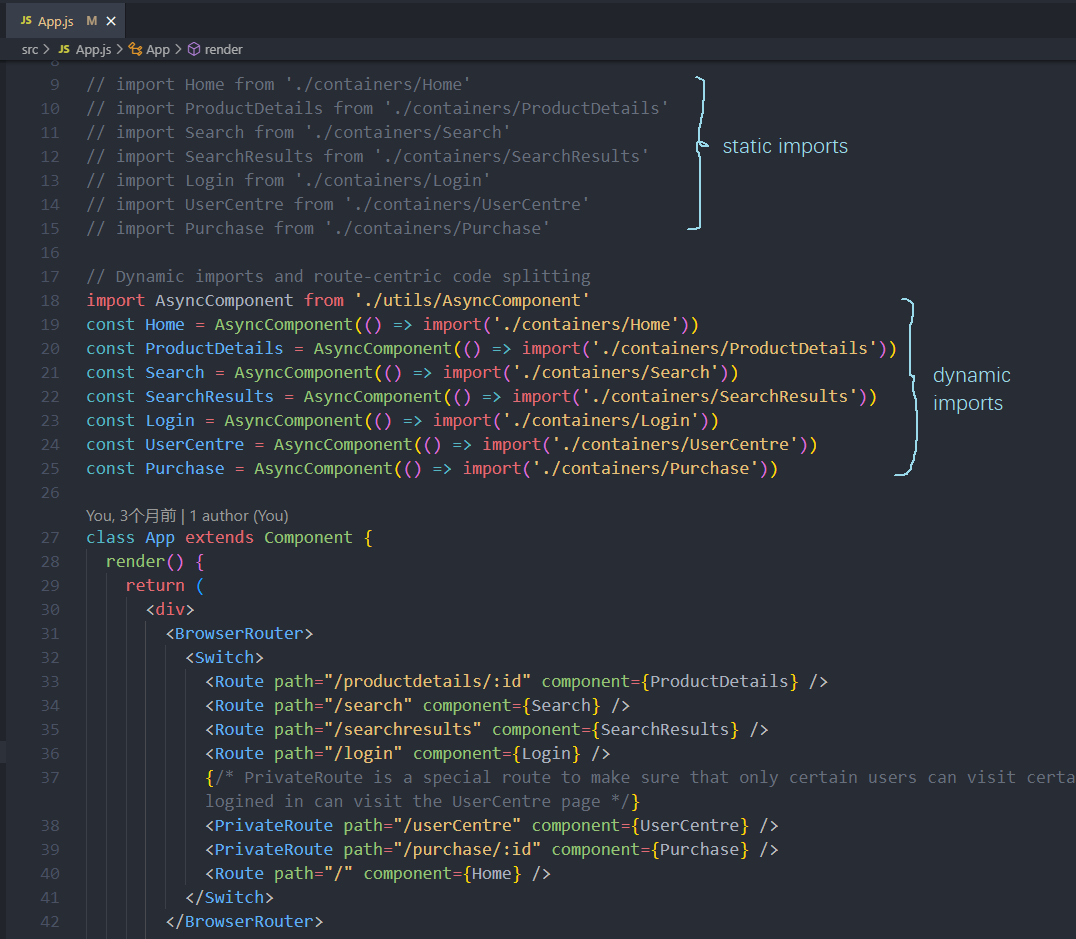 JS App.js M ×
src > JS App.js > App > render
8
9 // import Home from './containers/Home'
10 // import ProductDetails from './containers/ProductDetails'
11 // import Search from './containers/Search'
static imports
12 // import SearchResults from './containers/SearchResults'
13 // import Login from './containers/Login'
14 // import UserCentre from './containers/UserCentre'
15 // import Purchase from './containers/Purchase'
16
17 // Dynamic imports and route-centric code splitting
18 import AsyncComponent from './utils/AsyncComponent'
19 const Home = AsyncComponent(() => import('./containers/Home'))
20 const ProductDetails = AsyncComponent(() => import('./containers/ProductDetails'))
21 const Search = AsyncComponent(() => import('./containers/Search'))
dynamic
imports
22 const SearchResults = AsyncComponent(() => import('./containers/SearchResults'))
23 const Login = AsyncComponent(() => import('./containers/Login'))
24 const UserCentre = AsyncComponent(() => import('./containers/UserCentre'))
25 const Purchase = AsyncComponent(() => import('./containers/Purchase'))
26
You, 3个月前 | 1 author (You)
27 class App extends Component {
28 render() {
29 return (
30 <div>
31 <BrowserRouter>
32 <Switch>
33 <Route path="/productdetails/:id" component={ProductDetails} />
34 <Route path="/search" component={Search} />
35 <Route path="/searchresults" component={SearchResults} />
36 <Route path="/login" component={Login} />
37 {/* PrivateRoute is a special route to make sure that only certain users can visit certa
logined in can visit the UserCentre page */}
38 <PrivateRoute path="/userCentre" component={UserCentre} />
39 <PrivateRoute path="/purchase/:id" component={Purchase} />
40 <Route path="/" component={Home} />
41 </Switch>
42 </BrowserRouter>